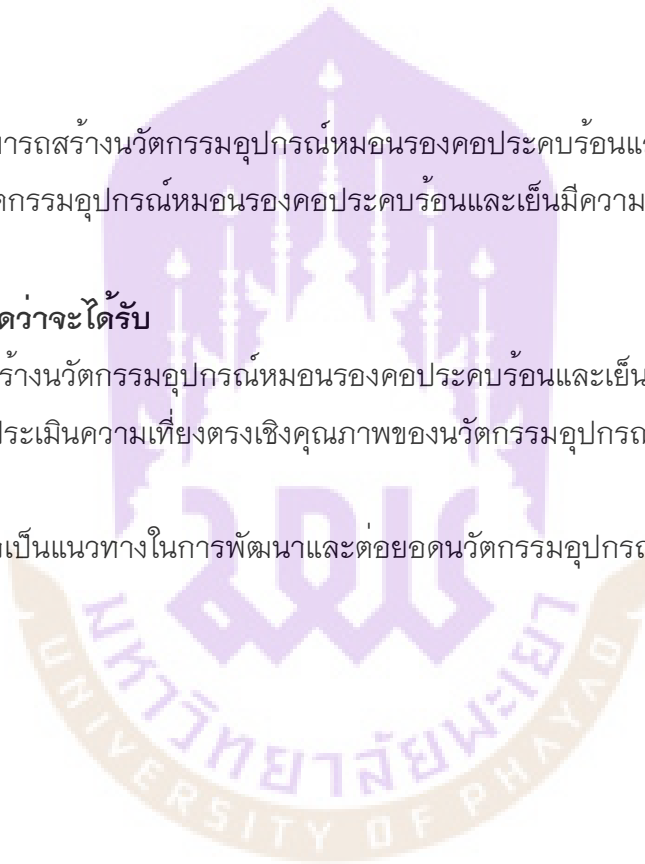 มารถสร้างนวัตกรรมอุปกรณ์หมอนรองคอประคบร้อนแ
กรรมอุปกรณ์หมอนรองคอประคบร้อนและเย็นมีความ
ดว่าจะได้รับ
ร้างนวัตกรรมอุปกรณ์หมอนรองคอประคบร้อนและเย็น
ประเมินความเที่ยงตรงเชิงคุณภาพของนวัตกรรมอุปกรณ
เป็นแนวทางในการพัฒนาและต่อยอดนวัตกรรมอุปกรณ
มหาวิทยาลัยพะเยา
UNIVERSITY OF PHAYAO